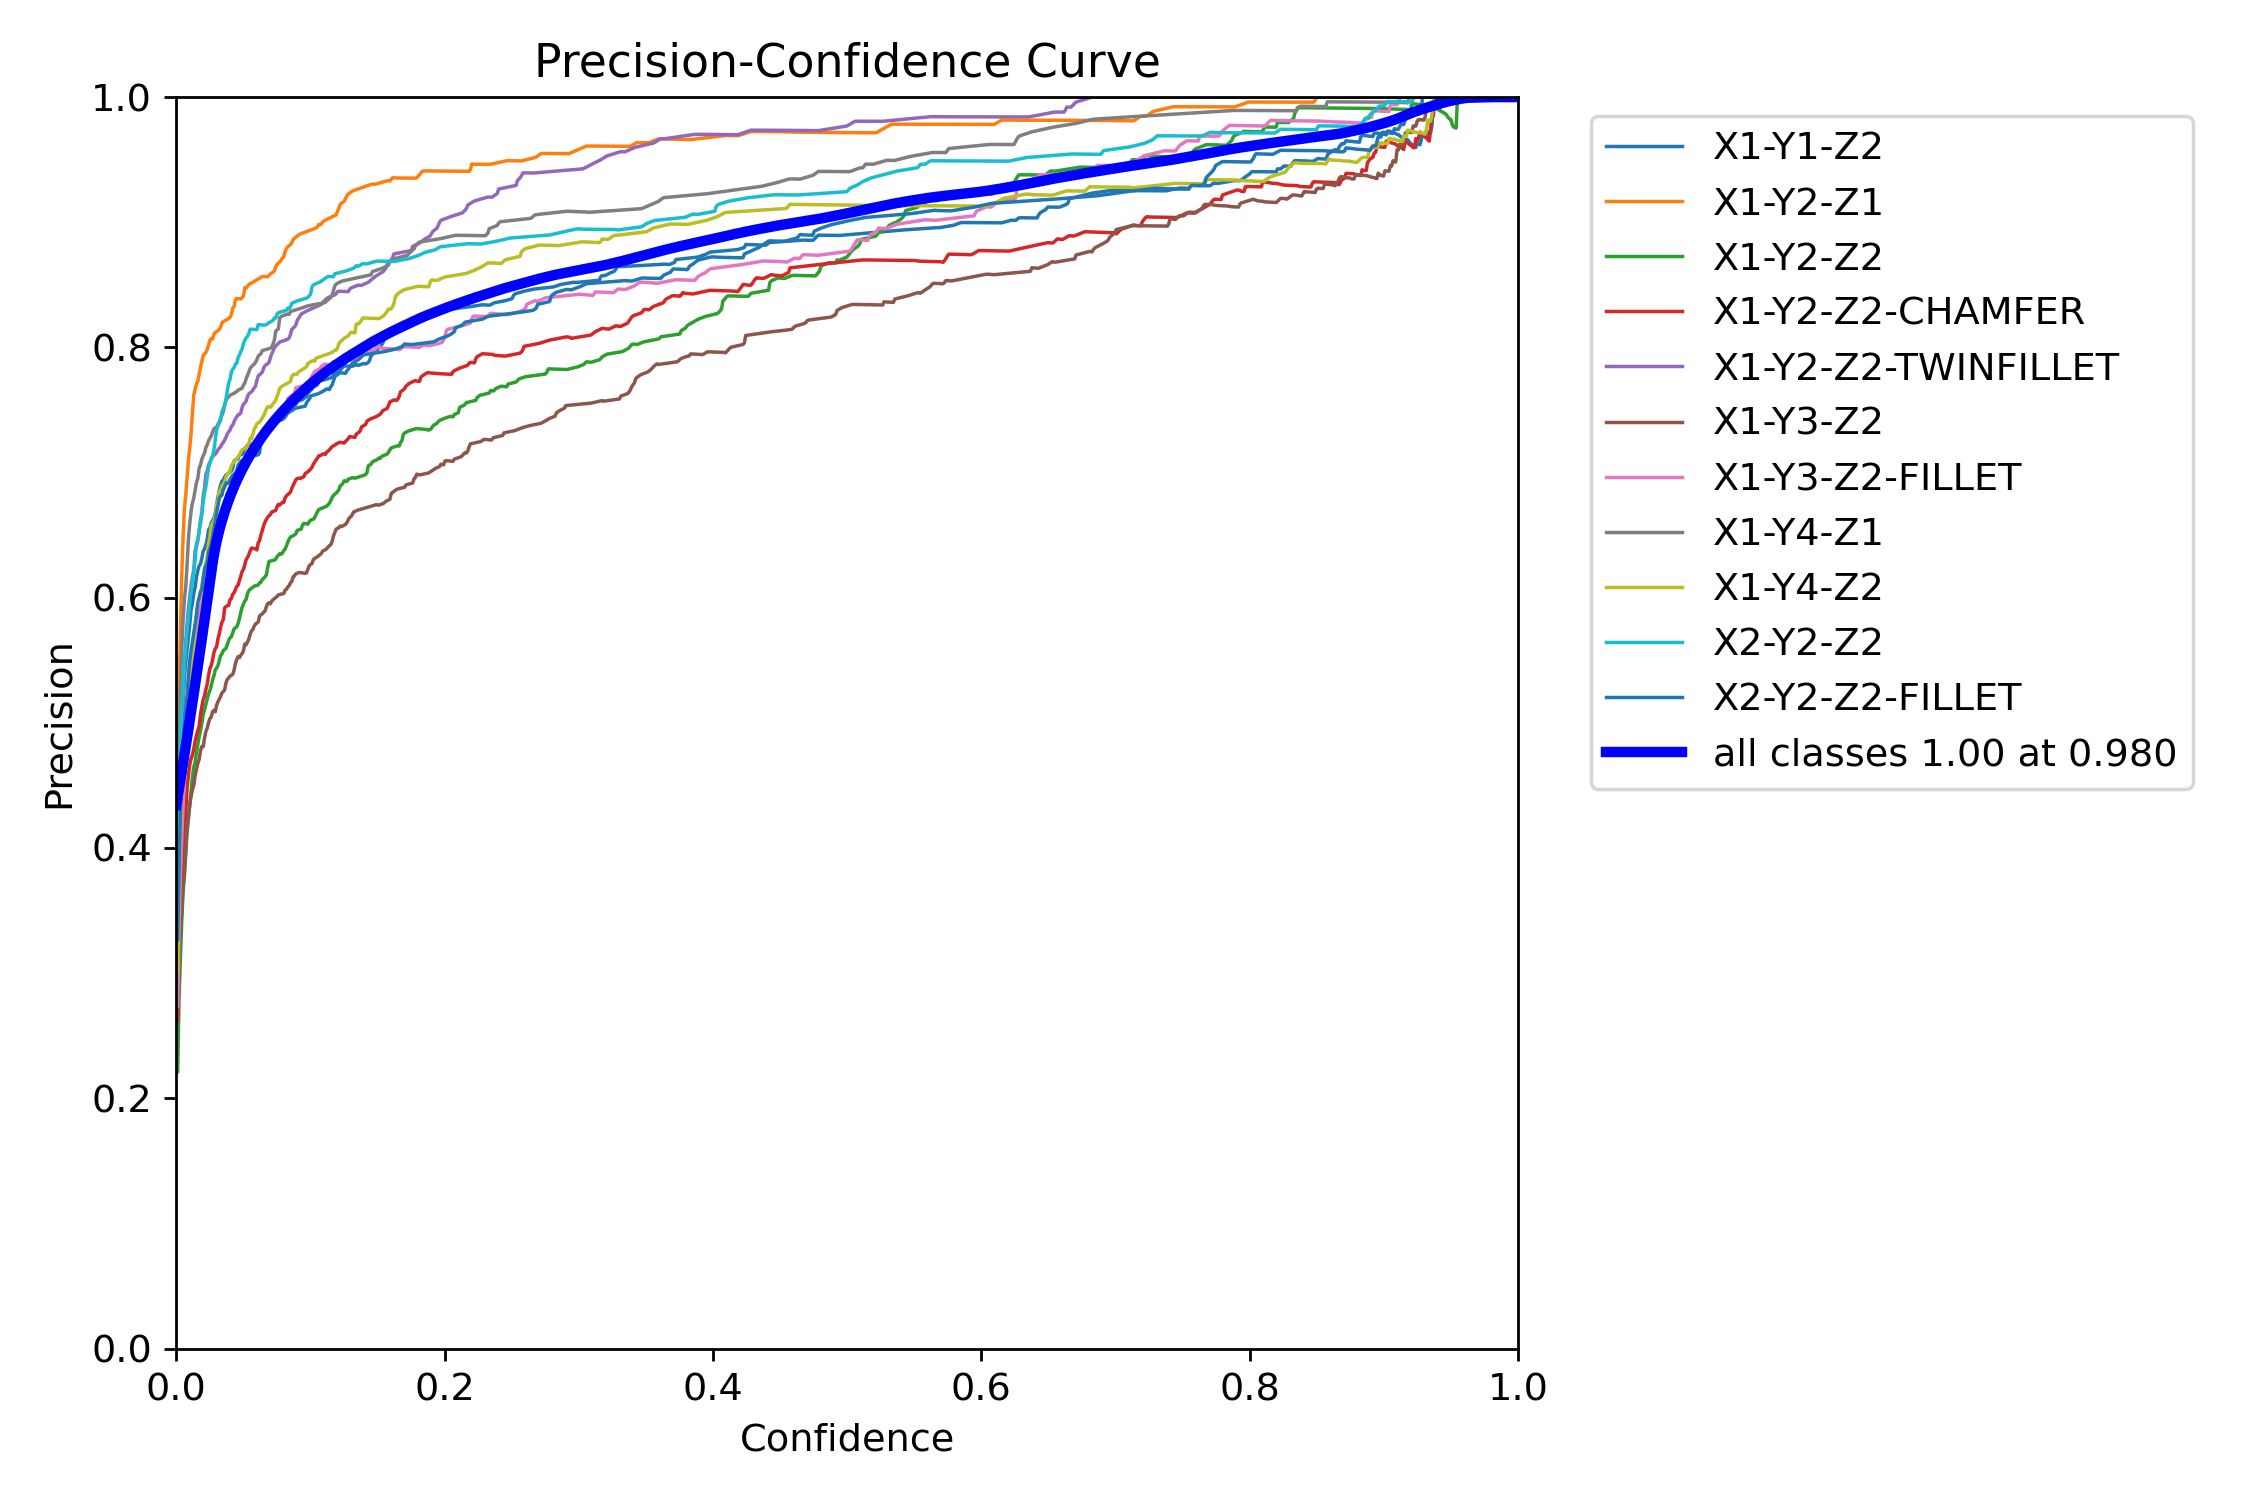 Precision-Confidence Curve
1.0
0.8
0.6
0.4
0.2
0.0
Precision
0.0 0.2 0.4 0.6 0.8 1.0
Confidence
X1-Y1-Z2
X1-Y2-Z1
X1-Y2-Z2
X1-Y2-Z2-CHAMFER
X1-Y2-Z2-TWINFILLET
X1-Y3-Z2
X1-Y3-Z2-FILLET
X1-Y4-Z1
X1-Y4-Z2
X2-Y2-Z2
X2-Y2-Z2-FILLET
all classes 1.00 at 0.980